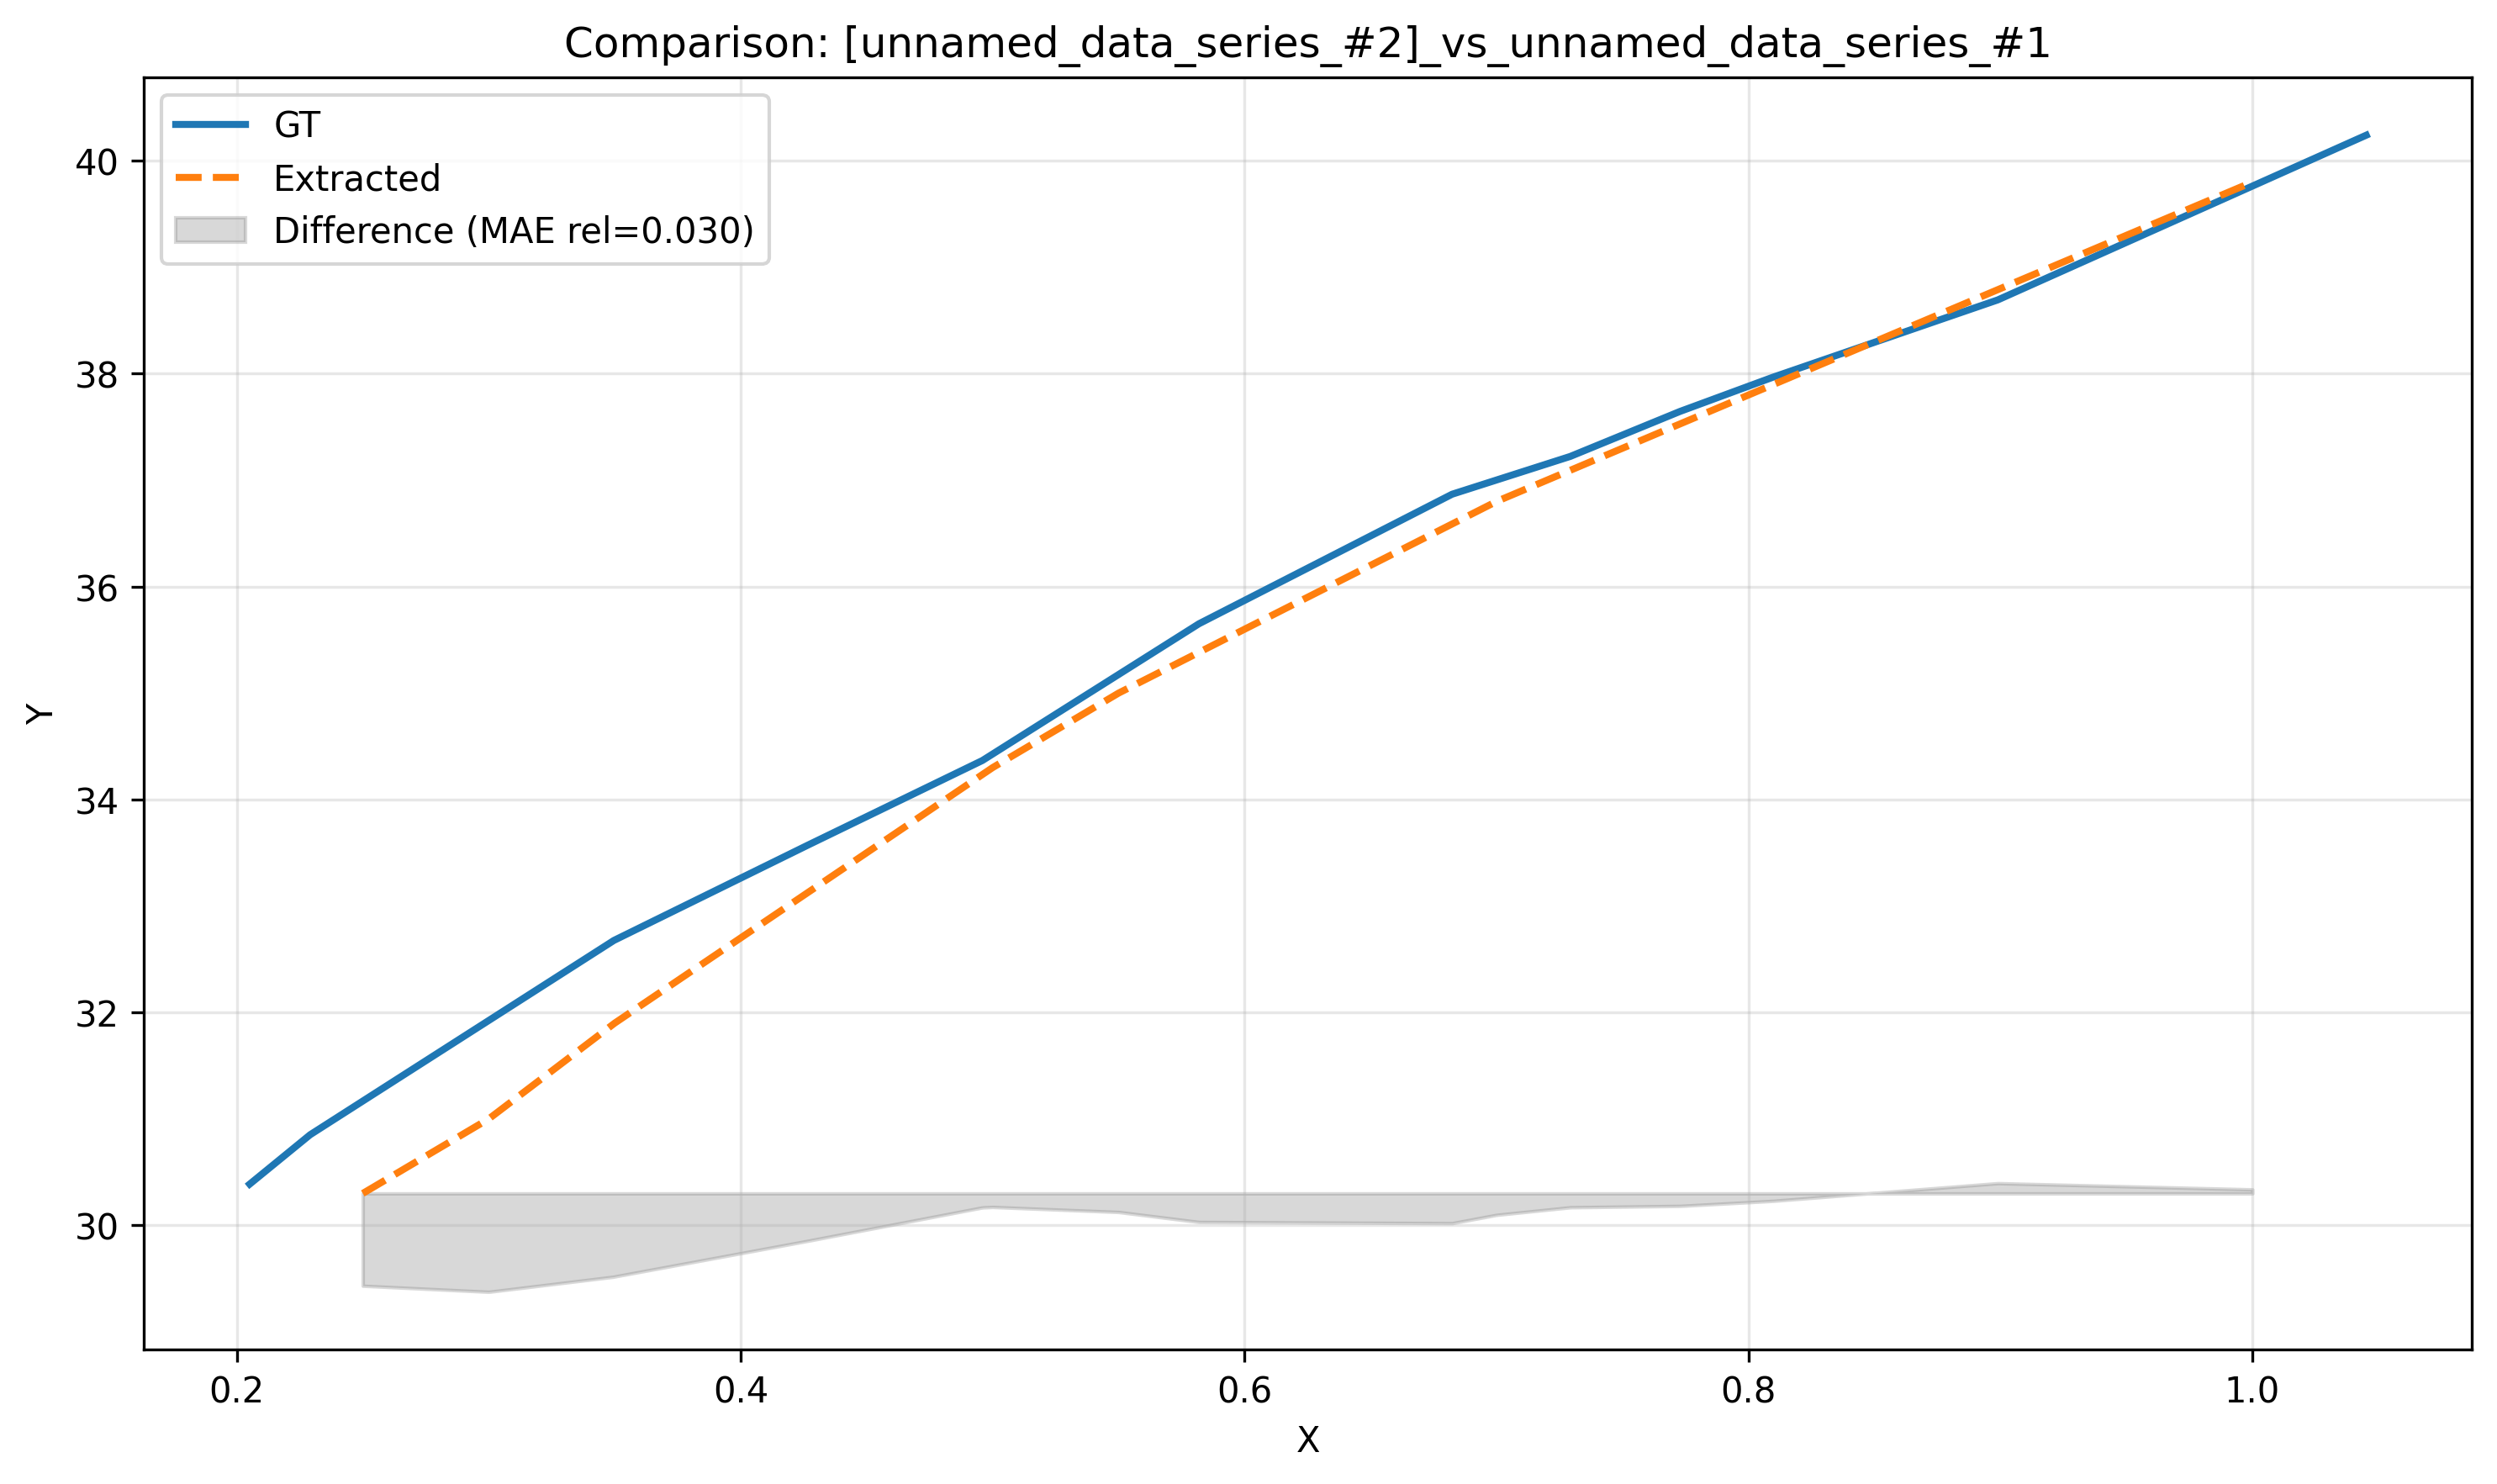 Comparison: [unnamed_data_series_#2]_vs_unnamed_data_series_#1
GT
Extracted
Difference (MAE rel=0.030)
40
38
36
34
32
30
Y
0.2 0.4 0.6 0.8 1.0
X